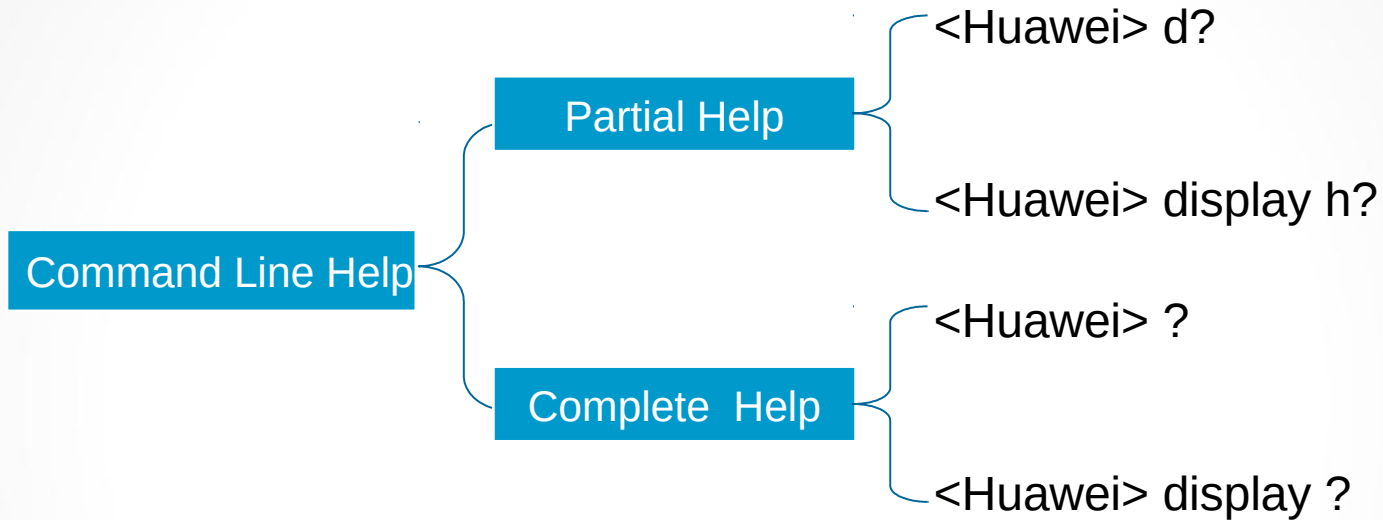 <Huawei> d?
Partial Help
<Huawei> display h?
Command Line Help
<Huawei> ?
Complete  Help
<Huawei> display ?